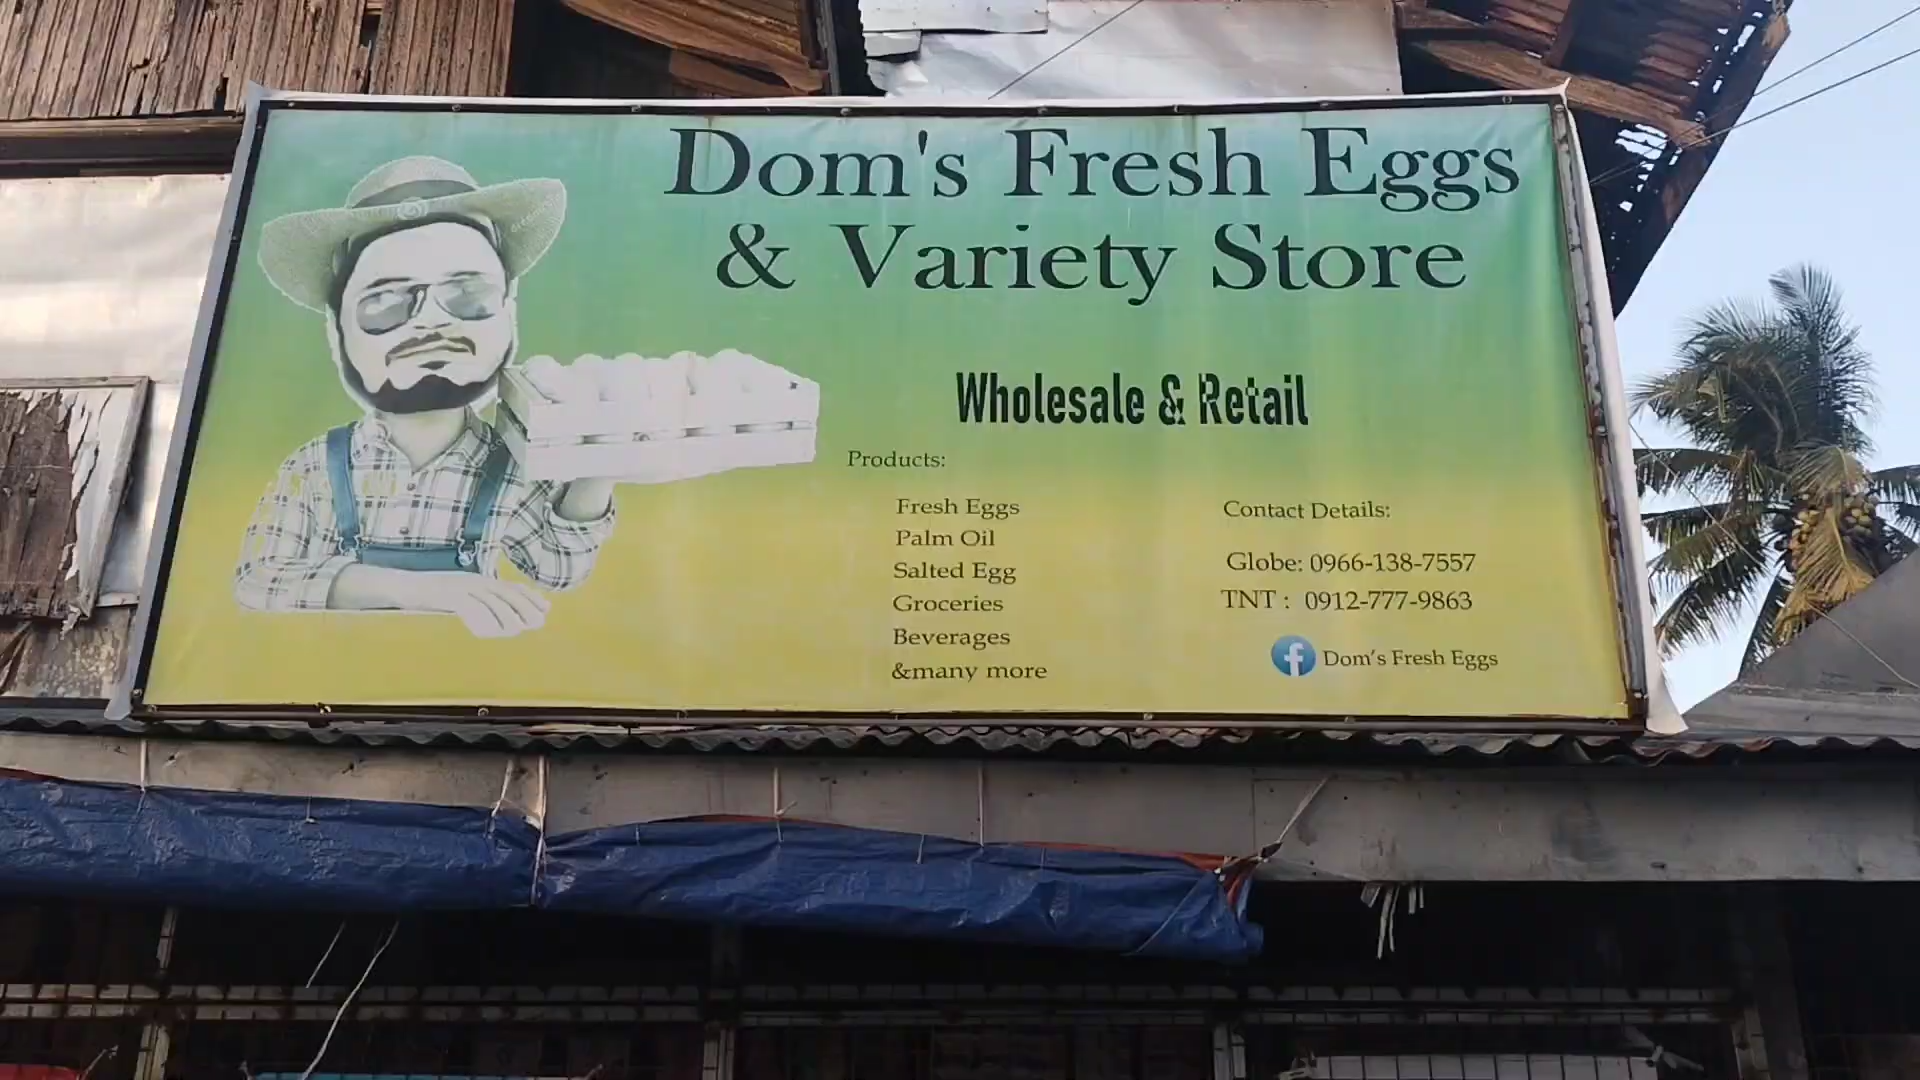 Dom's Fresh Eggs
& Variety Store
Wholesale & Retail
Products:
Fresh Eggs
Palm Oil
Salted Egg
Groceries
Beverages
&many more
Contact Details:
Globe: 0966-138-7557
TNT : 0912-777-9863
f Dom's Fresh Eggs